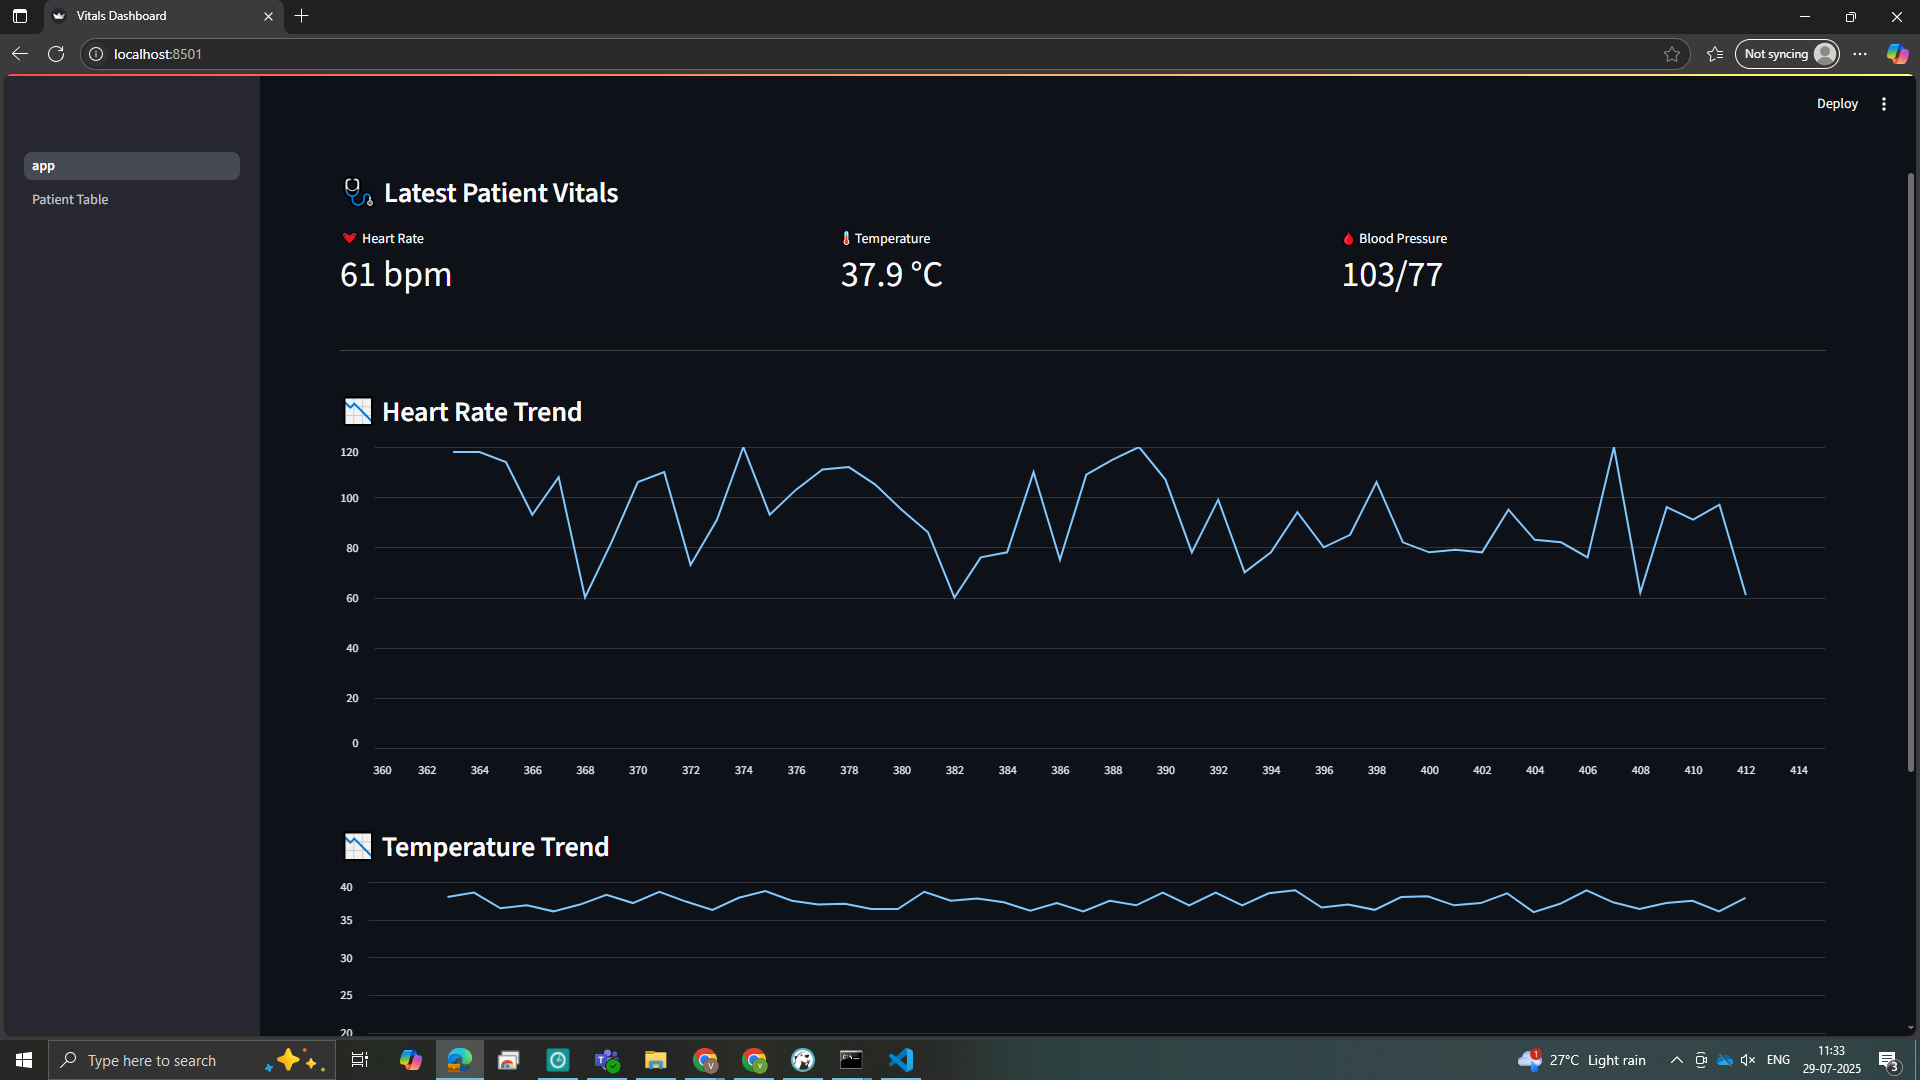 Vitals Dashboard
localhost:8501
Not syncing
Deploy
app
Patient Table
Latest Patient Vitals
Heart Rate
Temperature
Blood Pressure
61 bpm
37.9 °C
103/77
Heart Rate Trend
120
100
80
60
40
20
0
360 362 364 366 368 370 372 374 376 378 380 382 384 386 388 390 392 394 396 398 400 402 404 406 408 410 412 414
Temperature Trend
40
35
30
25
20
Type here to search
1
27°C Light rain
ENG
11:33
29-07-2025
3